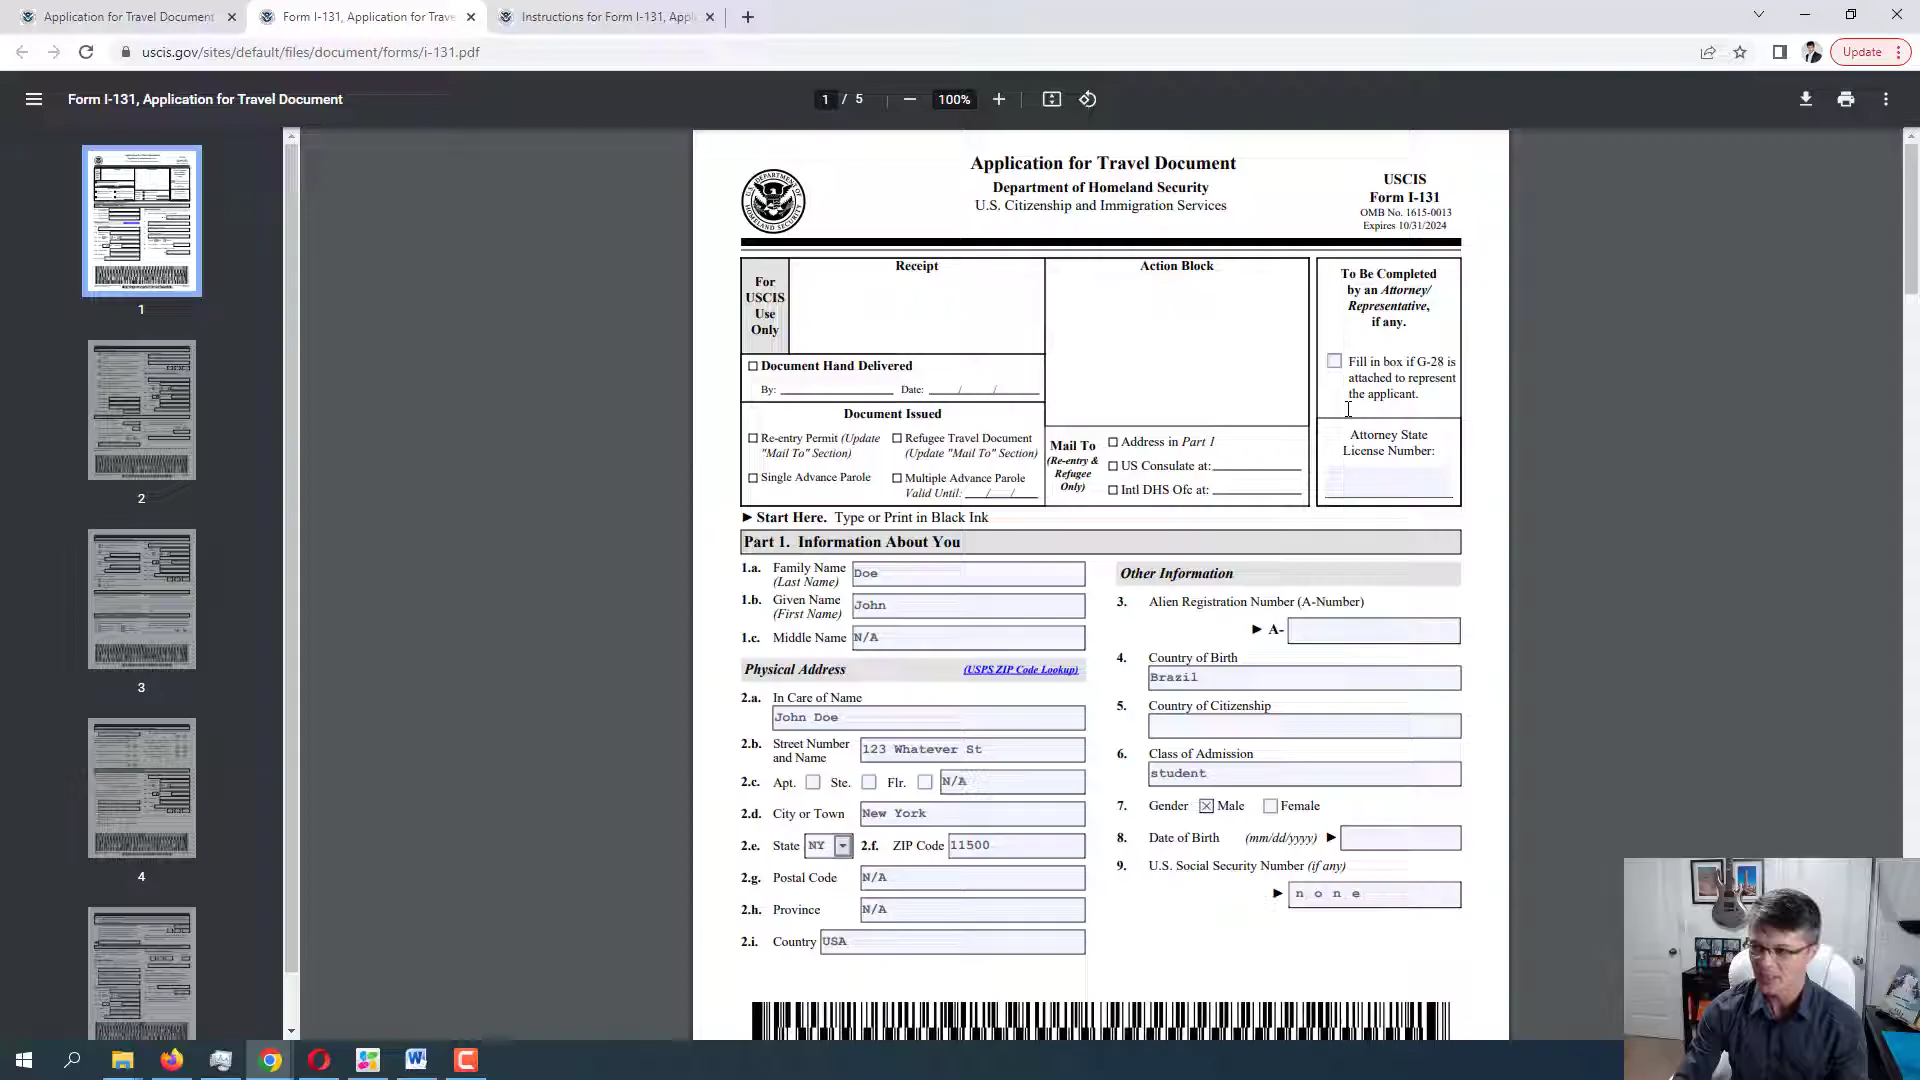 Application for Travel Document
Form I-131, Application for Trave
Instructions for Form I-131, Appl
uscis.gov/sites/default/files/document/forms/i-131.pdf
Update
Form I-131, Application for Travel Document
1 / 5
100%
1
2
3
4
Application for Travel Document
Department of Homeland Security
U.S. Citizenship and Immigration Services
USCIS
Form I-131
OMB No. 1615-0013
Expires 10/31/2024
For
USCIS
Use
Only
Receipt
Action Block
To Be Completed
by an Attorney/
Representative,
if any.
Fill in box if G-28 is
attached to represent
the applicant.
Attorney State
License Number:
Document Hand Delivered
By: Date: / /
Document Issued
Re-entry Permit (Update
"Mail To" Section)
Refugee Travel Document
(Update "Mail To" Section)
Single Advance Parole
Multiple Advance Parole
Valid Until: / /
Mail To
(Re-entry &
Refugee
Only)
Address in Part 1
US Consulate at:
Intl DHS Ofc at:
► Start Here. Type or Print in Black Ink
Part 1. Information About You
1.a. Family Name
(Last Name)
Doe
1.b. Given Name
(First Name)
John
1.c. Middle Name N/A
Physical Address (USPS ZIP Code Lookup)
2.a. In Care of Name
John Doe
2.b. Street Number
and Name
123 Whatever St
2.c. Apt. Ste. Flr. N/A
2.d. City or Town New York
2.e. State NY 2.f. ZIP Code 11500
2.g. Postal Code N/A
2.h. Province N/A
2.i. Country USA
Other Information
3. Alien Registration Number (A-Number)
► A-
4. Country of Birth
Brazil
5. Country of Citizenship
6. Class of Admission
student
7. Gender Male Female
8. Date of Birth (mm/dd/yyyy) ►
9. U.S. Social Security Number (if any)
► none